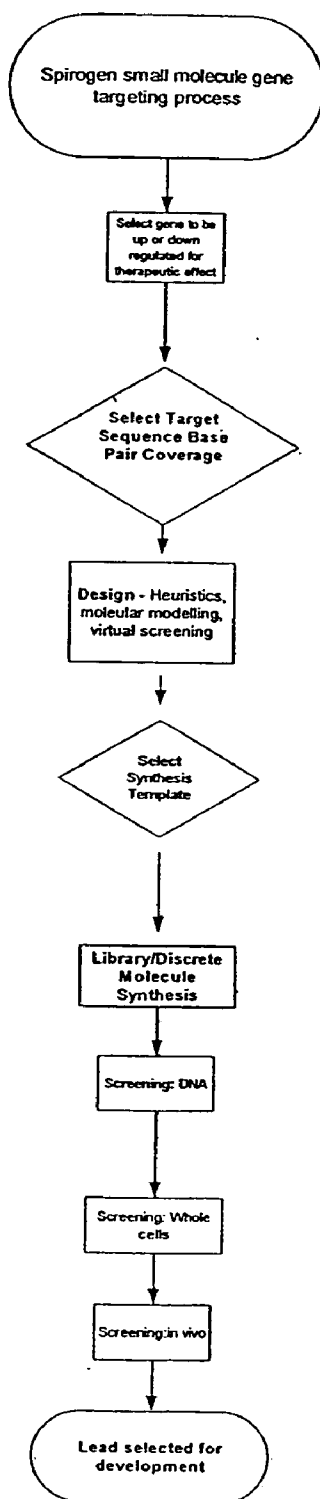 Spirogen small molecule gene
targeting process
Select gene to be
up or down
regulated for
therapeutic effect
Select Target
Sequence Base
Pair Coverage
Design - Heuristics,
molecular modelling,
virtual screening
Select
Synthesis
Template
Library/Discrete
Molecule
Synthesis
Screening: DNA
Screening: Whole
cells
Screening:in vivo
Lead selected for
development